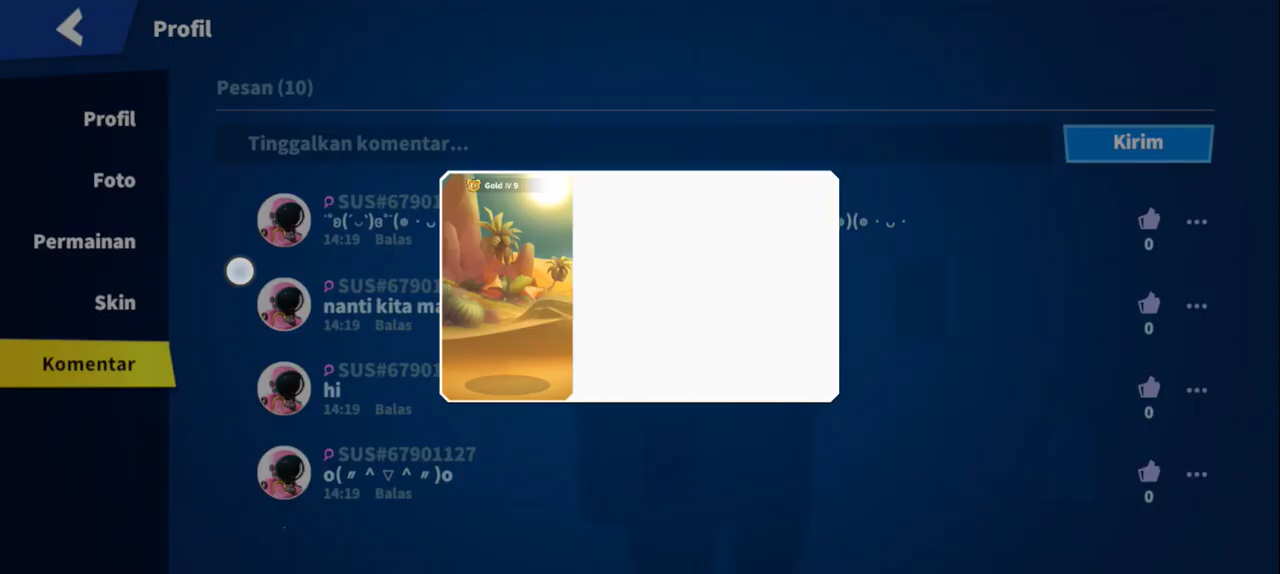 Profil
Profil
Foto
Permainan
Skin
Komentar
Pesan (10)
Tinggalkan komentar...
Kirim
Gold IV 9
SUS#67901
)(๑ · ᴗ ·
14:19 Balas
0
SUS#67901
nanti kita ma
14:19 Balas
0
SUS#67901
hi
14:19 Balas
0
SUS#67901127
o(〃^▽^〃)o
14:19 Balas
0